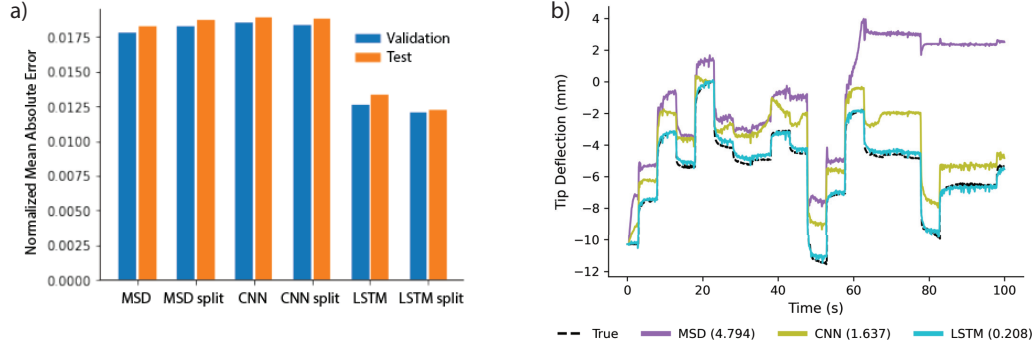 a)
Normalized Mean Absolute Error
0.0175
0.0150
0.0125
0.0100
0.0075
0.0050
0.0025
0.0000
Validation
Test
MSD MSD split CNN CNN split LSTM LSTM split
b)
Tip Deflection (mm)
4
2
0
−2
−4
−6
−8
−10
−12
0 20 40 60 80 100
Time (s)
True MSD (4.794) CNN (1.637) LSTM (0.208)